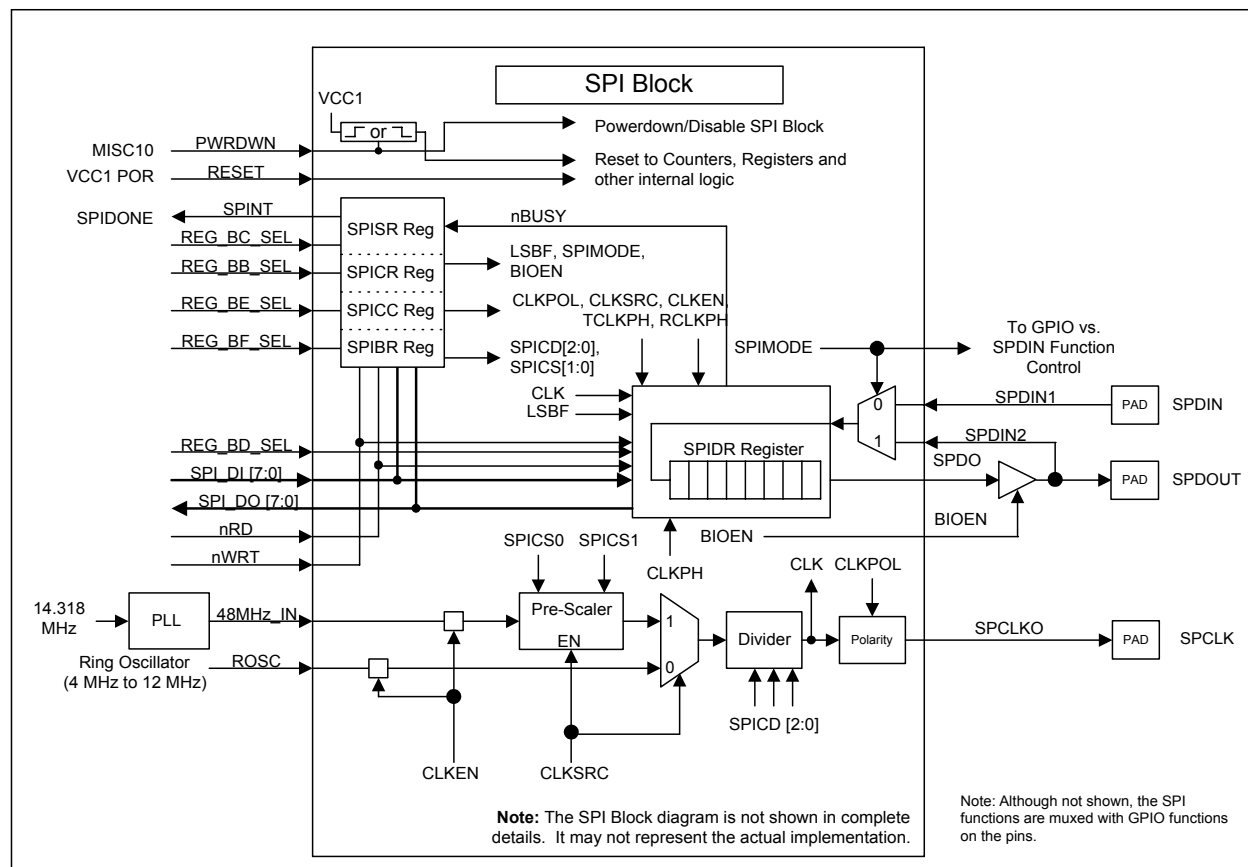 SPI Block
VCC1
or
Powerdown/Disable SPI Block
MISC10
PWRDWN
Reset to Counters, Registers and
other internal logic
VCC1 POR
RESET
SPIDONE
SPINT
nBUSY
REG_BC_SEL
SPISR Reg
REG_BB_SEL
SPICR Reg
LSBF, SPIMODE,
BIOEN
REG_BE_SEL
SPICC Reg
CLKPOL, CLKSRC, CLKEN,
TCLKPH, RCLKPH
REG_BF_SEL
SPIBR Reg
SPICD[2:0],
SPICS[1:0]
SPIMODE
To GPIO vs.
SPDIN Function
Control
CLK
LSBF
0
1
SPDIN1
PAD
SPDIN
SPDIN2
REG_BD_SEL
SPIDR Register
SPDO
SPI_DI [7:0]
PAD
SPDOUT
SPI_DO [7:0]
BIOEN
nRD
BIOEN
nWRT
SPICS0
SPICS1
CLKPH
CLK
CLKPOL
14.318
MHz
PLL
48MHz_IN
Pre-Scaler
EN
1
0
Divider
Polarity
SPCLKO
PAD
SPCLK
Ring Oscillator
(4 MHz to 12 MHz)
ROSC
SPICD [2:0]
CLKEN
CLKSRC
Note: The SPI Block diagram is not shown in complete
details. It may not represent the actual implementation.
Note: Although not shown, the SPI
functions are muxed with GPIO functions
on the pins.